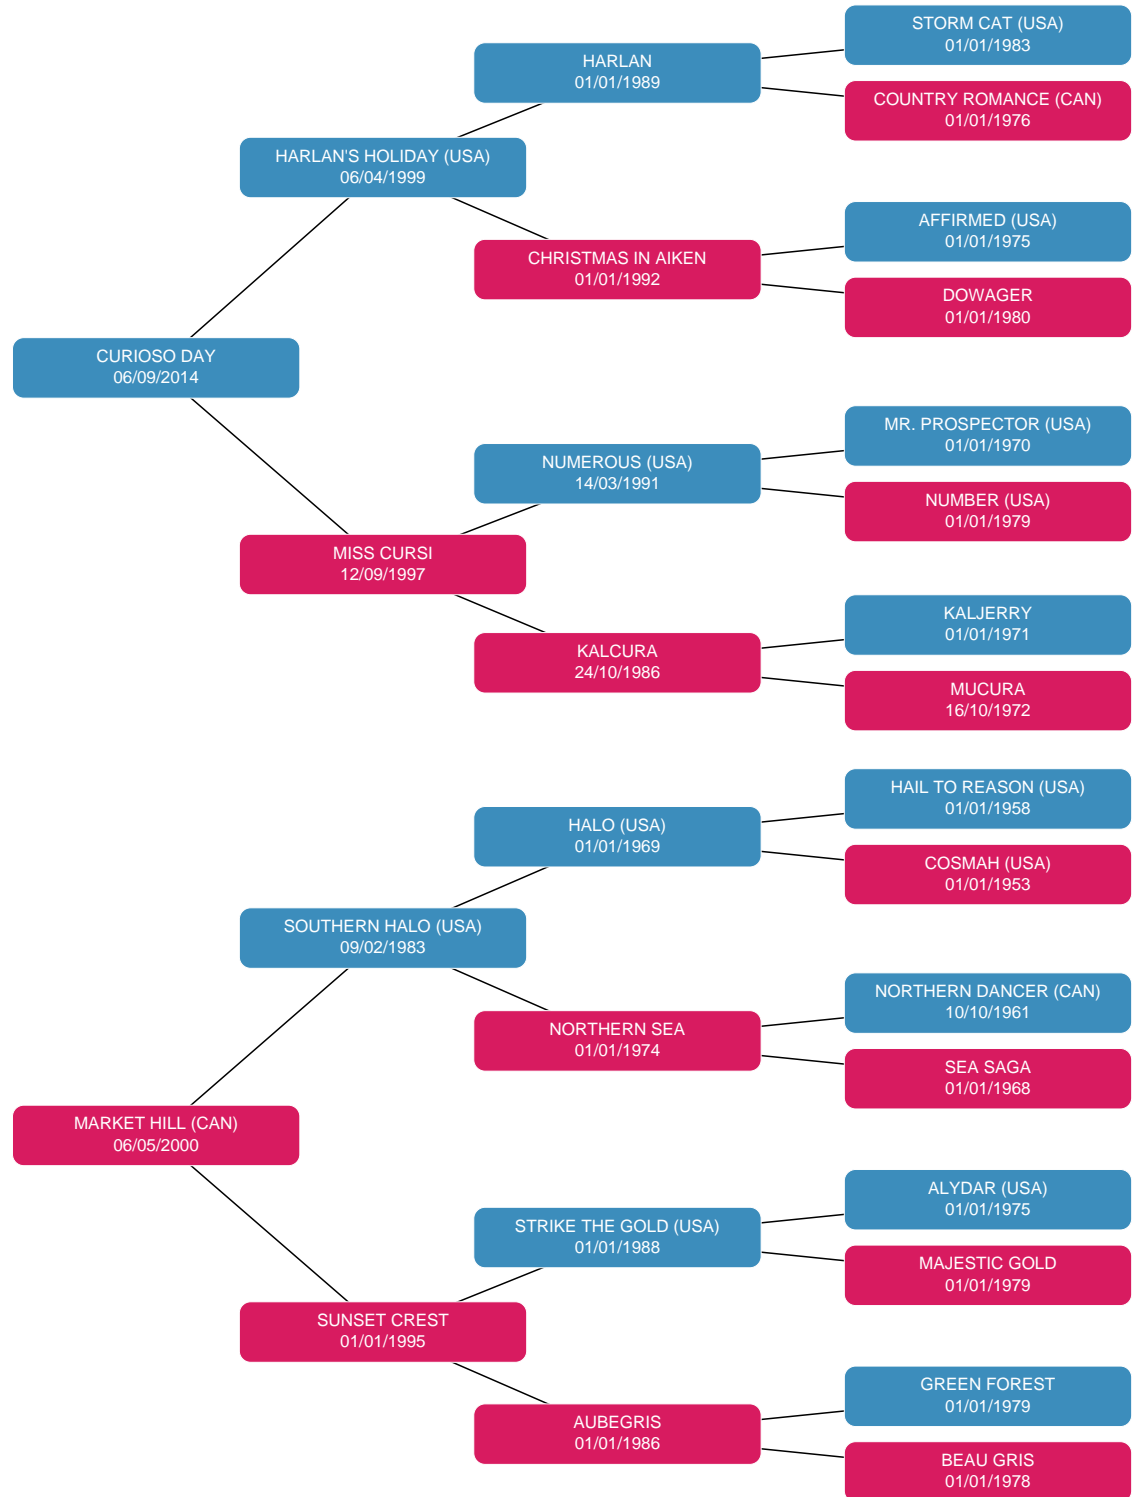 STORM CAT (USA)
01/01/1983
HARLAN
01/01/1989
COUNTRY ROMANCE (CAN)
01/01/1976
HARLAN'S HOLIDAY (USA)
06/04/1999
AFFIRMED (USA)
01/01/1975
CHRISTMAS IN AIKEN
01/01/1992
DOWAGER
01/01/1980
CURIOSO DAY
06/09/2014
MR. PROSPECTOR (USA)
01/01/1970
NUMEROUS (USA)
14/03/1991
NUMBER (USA)
01/01/1979
MISS CURSI
12/09/1997
KALJERRY
01/01/1971
KALCURA
24/10/1986
MUCURA
16/10/1972
HAIL TO REASON (USA)
01/01/1958
HALO (USA)
01/01/1969
COSMAH (USA)
01/01/1953
SOUTHERN HALO (USA)
09/02/1983
NORTHERN DANCER (CAN)
10/10/1961
NORTHERN SEA
01/01/1974
SEA SAGA
01/01/1968
MARKET HILL (CAN)
06/05/2000
ALYDAR (USA)
01/01/1975
STRIKE THE GOLD (USA)
01/01/1988
MAJESTIC GOLD
01/01/1979
SUNSET CREST
01/01/1995
GREEN FOREST
01/01/1979
AUBEGRIS
01/01/1986
BEAU GRIS
01/01/1978